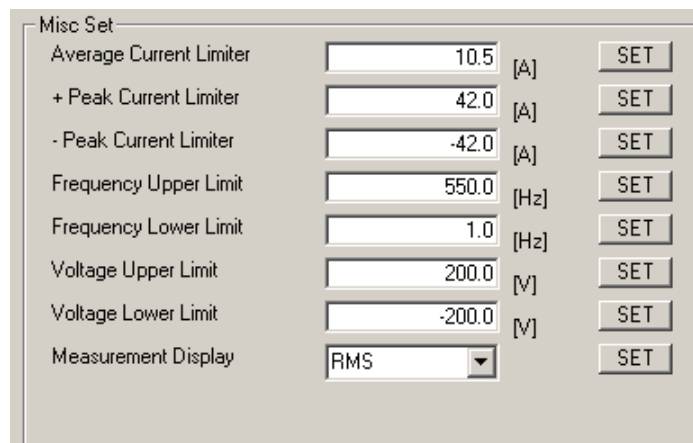 Misc Set
Average Current Limiter 10.5 [A] SET
+ Peak Current Limiter 42.0 [A] SET
- Peak Current Limiter -42.0 [A] SET
Frequency Upper Limit 550.0 [Hz] SET
Frequency Lower Limit 1.0 [Hz] SET
Voltage Upper Limit 200.0 [V] SET
Voltage Lower Limit -200.0 [V] SET
Measurement Display RMS SET